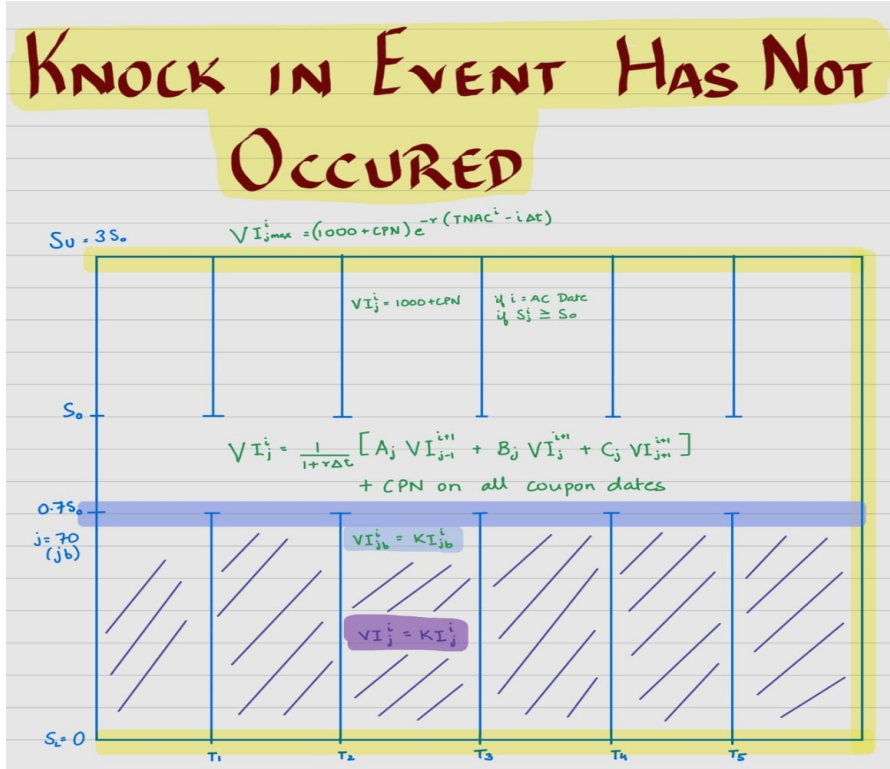 KNOCK IN EVENT HAS NOT
OCCURED
Su = 3S₀
VI^i_jmax = (1000 + CPN) e^-r(TNAC^i - iΔt)
VI^i_j = 1000 + CPN
if i = AC Date
if S^i_j ≥ S₀
S₀
VI^i_j = 1/(1+rΔt) [A_j VI^{i+1}_{j-1} + B_j VI^{i+1}_j + C_j VI^{i+1}_{j+1}]
+ CPN on all coupon dates
0.7S₀
j = 70
(jb)
VI^i_jb = KI^i_jb
VI^i_j = KI^i_j
S_L = 0
T₁ T₂ T₃ T₄ T₅